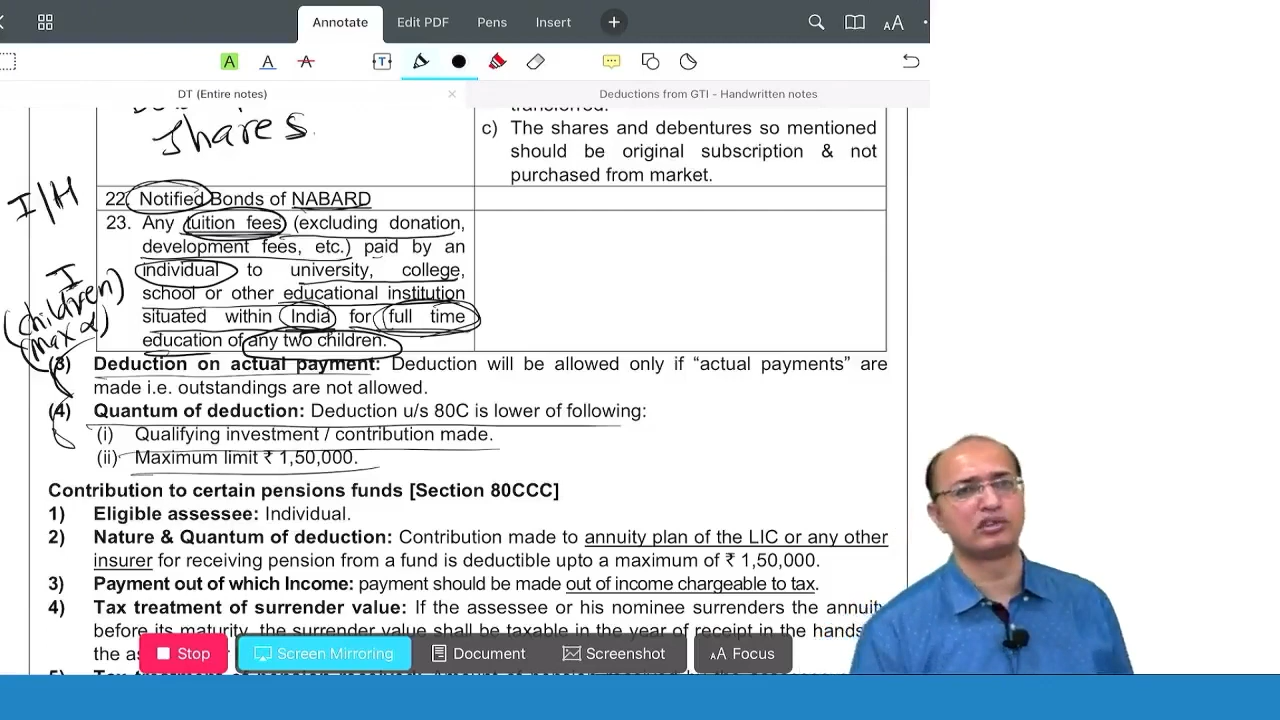 Annotate Edit PDF Pens Insert +
AA
A A A T
DT (Entire notes) × Deductions from GTI - Handwritten notes
transferred.
shares.
c) The shares and debentures so mentioned
should be original subscription & not
purchased from market.
I/H
22. Notified Bonds of NABARD
23. Any tuition fees (excluding donation,
development fees, etc.) paid by an
individual to university, college,
school or other educational institution
situated within India for full time
education of any two children.
I
(children)
(max 2)
(3) Deduction on actual payment: Deduction will be allowed only if “actual payments” are
made i.e. outstandings are not allowed.
(4) Quantum of deduction: Deduction u/s 80C is lower of following:
(i) Qualifying investment / contribution made.
(ii) Maximum limit ₹ 1,50,000.
Contribution to certain pensions funds [Section 80CCC]
1) Eligible assessee: Individual.
2) Nature & Quantum of deduction: Contribution made to annuity plan of the LIC or any other
insurer for receiving pension from a fund is deductible upto a maximum of ₹ 1,50,000.
3) Payment out of which Income: payment should be made out of income chargeable to tax.
4) Tax treatment of surrender value: If the assessee or his nominee surrenders the annuity
before its maturity, the surrender value shall be taxable in the year of receipt in the hands
the
Stop Screen Mirroring Document Screenshot AA Focus